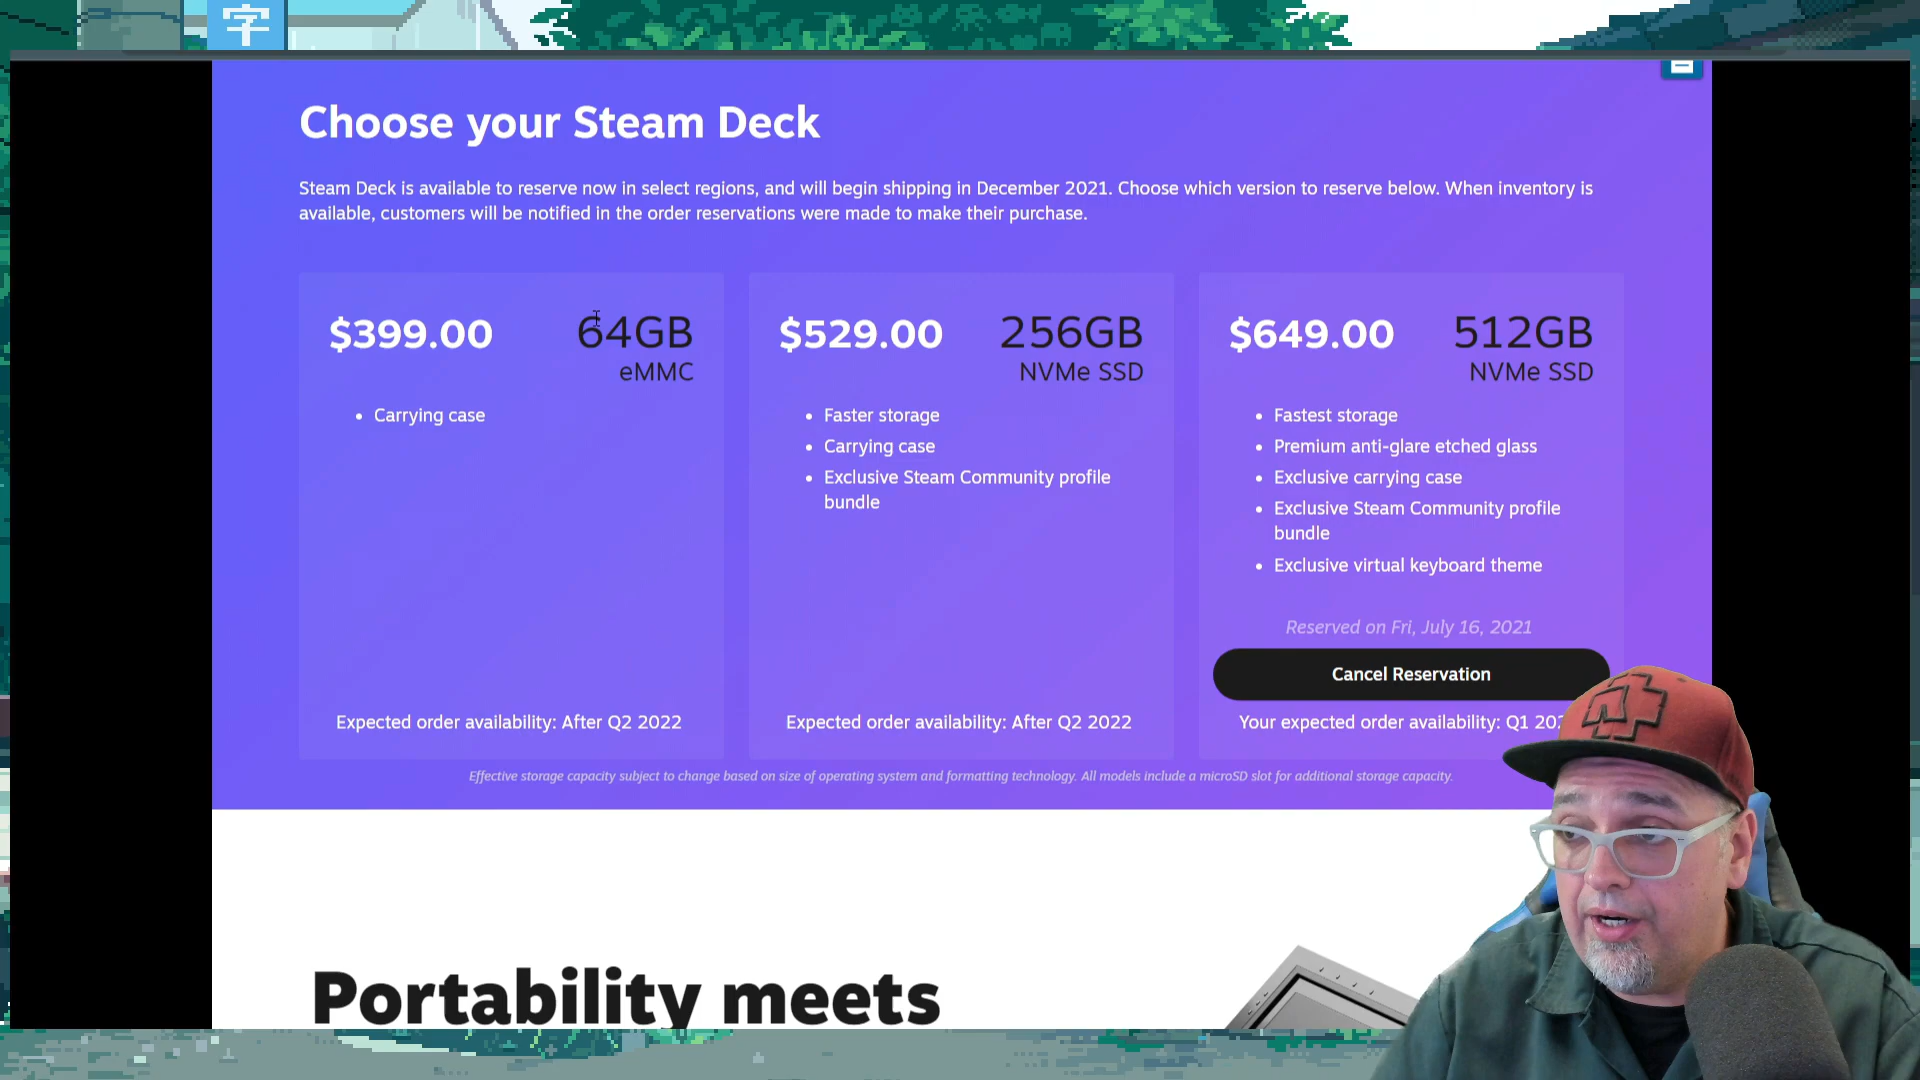 Choose your Steam Deck
Steam Deck is available to reserve now in select regions, and will begin shipping in December 2021. Choose which version to reserve below. When inventory is
available, customers will be notified in the order reservations were made to make their purchase.
$399.00 64GB
eMMC
• Carrying case
Expected order availability: After Q2 2022
$529.00 256GB
NVMe SSD
• Faster storage
• Carrying case
• Exclusive Steam Community profile
bundle
Expected order availability: After Q2 2022
$649.00 512GB
NVMe SSD
• Fastest storage
• Premium anti-glare etched glass
• Exclusive carrying case
• Exclusive Steam Community profile
bundle
• Exclusive virtual keyboard theme
Reserved on Fri, July 16, 2021
Cancel Reservation
Your expected order availability: Q1
Effective storage capacity subject to change based on size of operating system and formatting technology. All models include a microSD slot for additional storage capacity.
Portability meets